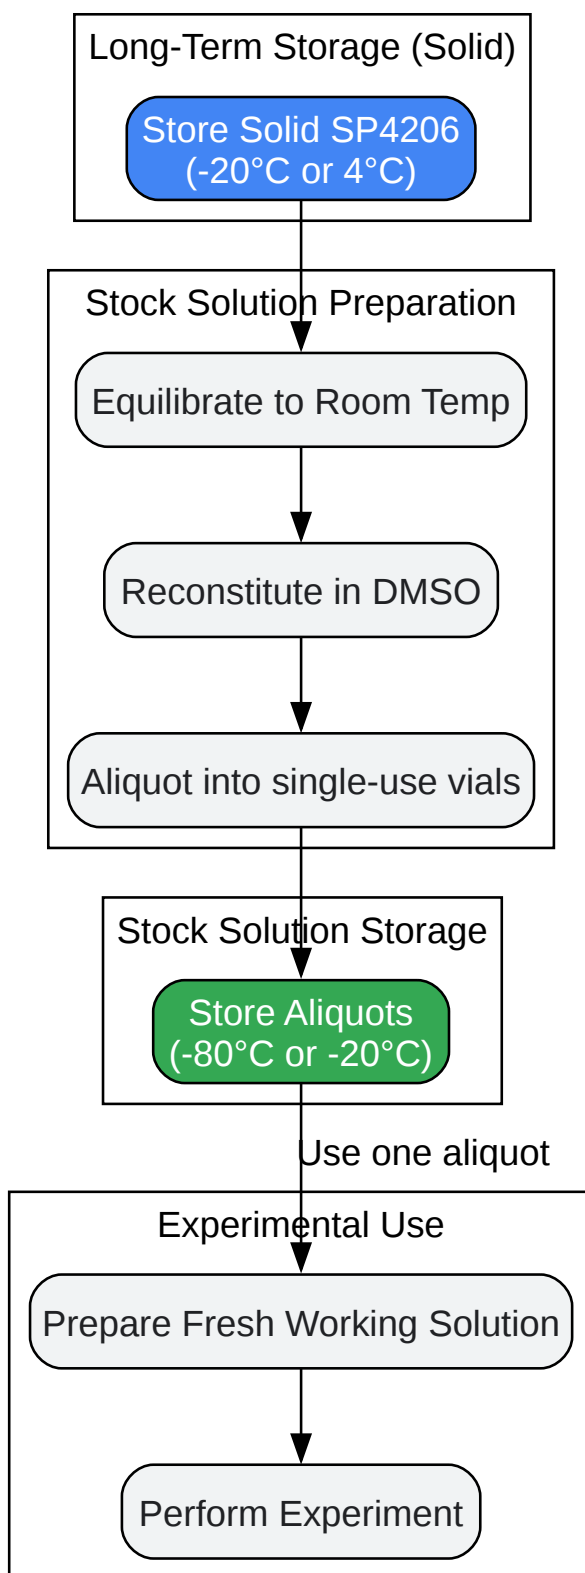 Long-Term Storage (Solid)
Store Solid SP4206
(-20°C or 4°C)
Stock Solution Preparation
Equilibrate to Room Temp
Reconstitute in DMSO
Aliquot into single-use vials
Stock Solution Storage
Store Aliquots
(-80°C or -20°C)
Use one aliquot
Experimental Use
Prepare Fresh Working Solution
Perform Experiment